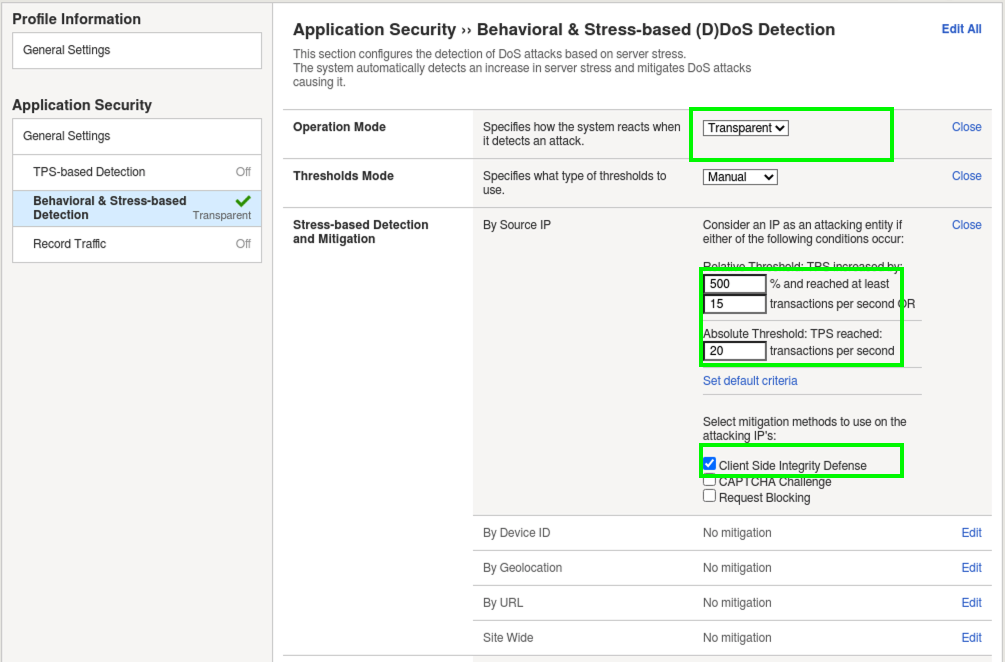 Profile Information
General Settings
Application Security
General Settings
TPS-based Detection Off
Behavioral & Stress-based
Detection Transparent
Record Traffic Off
Application Security ›› Behavioral & Stress-based (D)DoS Detection Edit All
This section configures the detection of DoS attacks based on server stress.
The system automatically detects an increase in server stress and mitigates DoS attacks
causing it.
Operation Mode Specifies how the system reacts when Transparent Close
it detects an attack.
Thresholds Mode Specifies what type of thresholds to Manual Close
use.
Stress-based Detection By Source IP Consider an IP as an attacking entity if Close
and Mitigation either of the following conditions occur:
Relative Threshold: TPS increased by:
500 % and reached at least
15 transactions per second OR
Absolute Threshold: TPS reached:
20 transactions per second
Set default criteria
Select mitigation methods to use on the
attacking IP's:
Client Side Integrity Defense
CAPTCHA Challenge
Request Blocking
By Device ID No mitigation Edit
By Geolocation No mitigation Edit
By URL No mitigation Edit
Site Wide No mitigation Edit